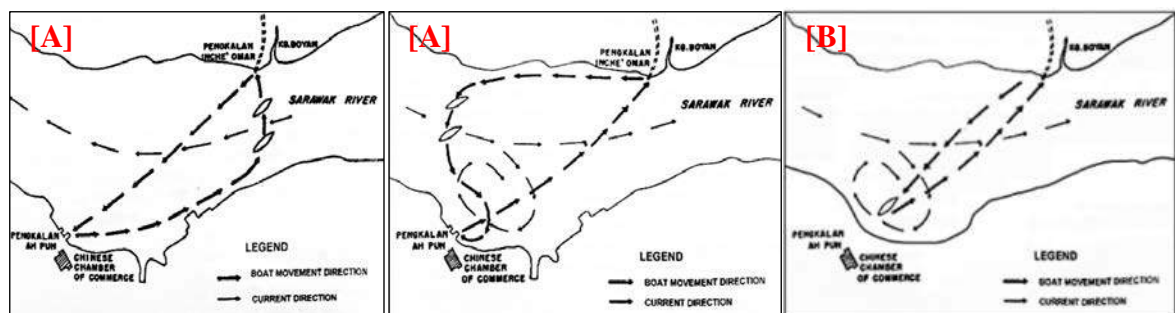 [A]
PENGKALAN
INCHE' OMAR
KG. BOYAN
SARAWAK RIVER
PENGKALAN
AH PUN
CHINESE
CHAMBER
OF COMMERCE
LEGEND
BOAT MOVEMENT DIRECTION
CURRENT DIRECTION
[A]
PENGKALAN
INCHE' OMAR
KG. BOYAN
SARAWAK RIVER
PENGKALAN
AH PUN
CHINESE
CHAMBER
OF COMMERCE
LEGEND
BOAT MOVEMENT DIRECTION
CURRENT DIRECTION
[B]
PENGKALAN
INCHE' OMAR
KG. BOYAN
SARAWAK RIVER
PENGKALAN
AH PUN
CHINESE
CHAMBER
OF COMMERCE
LEGEND
BOAT MOVEMENT DIRECTION
CURRENT DIRECTION